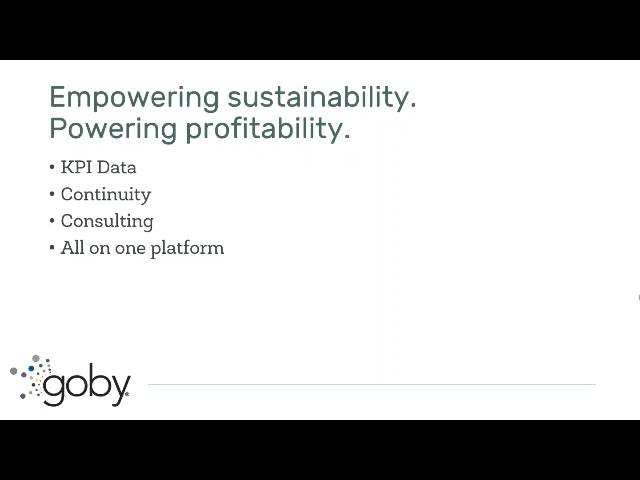 Empowering sustainability.
Powering profitability.
• KPI Data
• Continuity
• Consulting
• All on one platform
goby